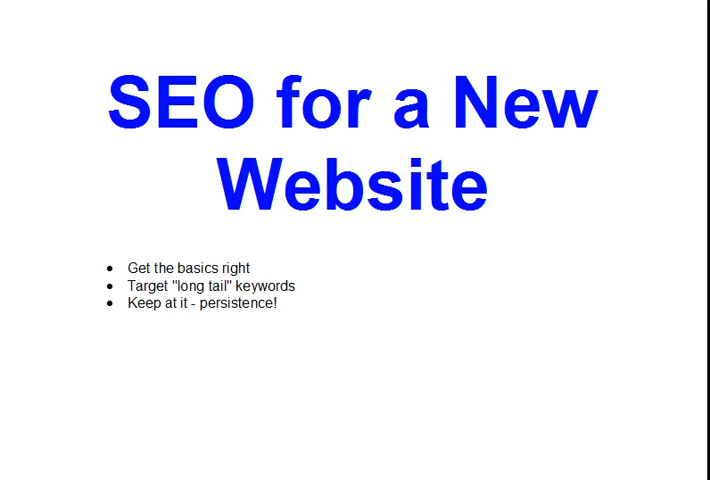 SEO for a New
Website
• Get the basics right
• Target "long tail" keywords
• Keep at it - persistence!